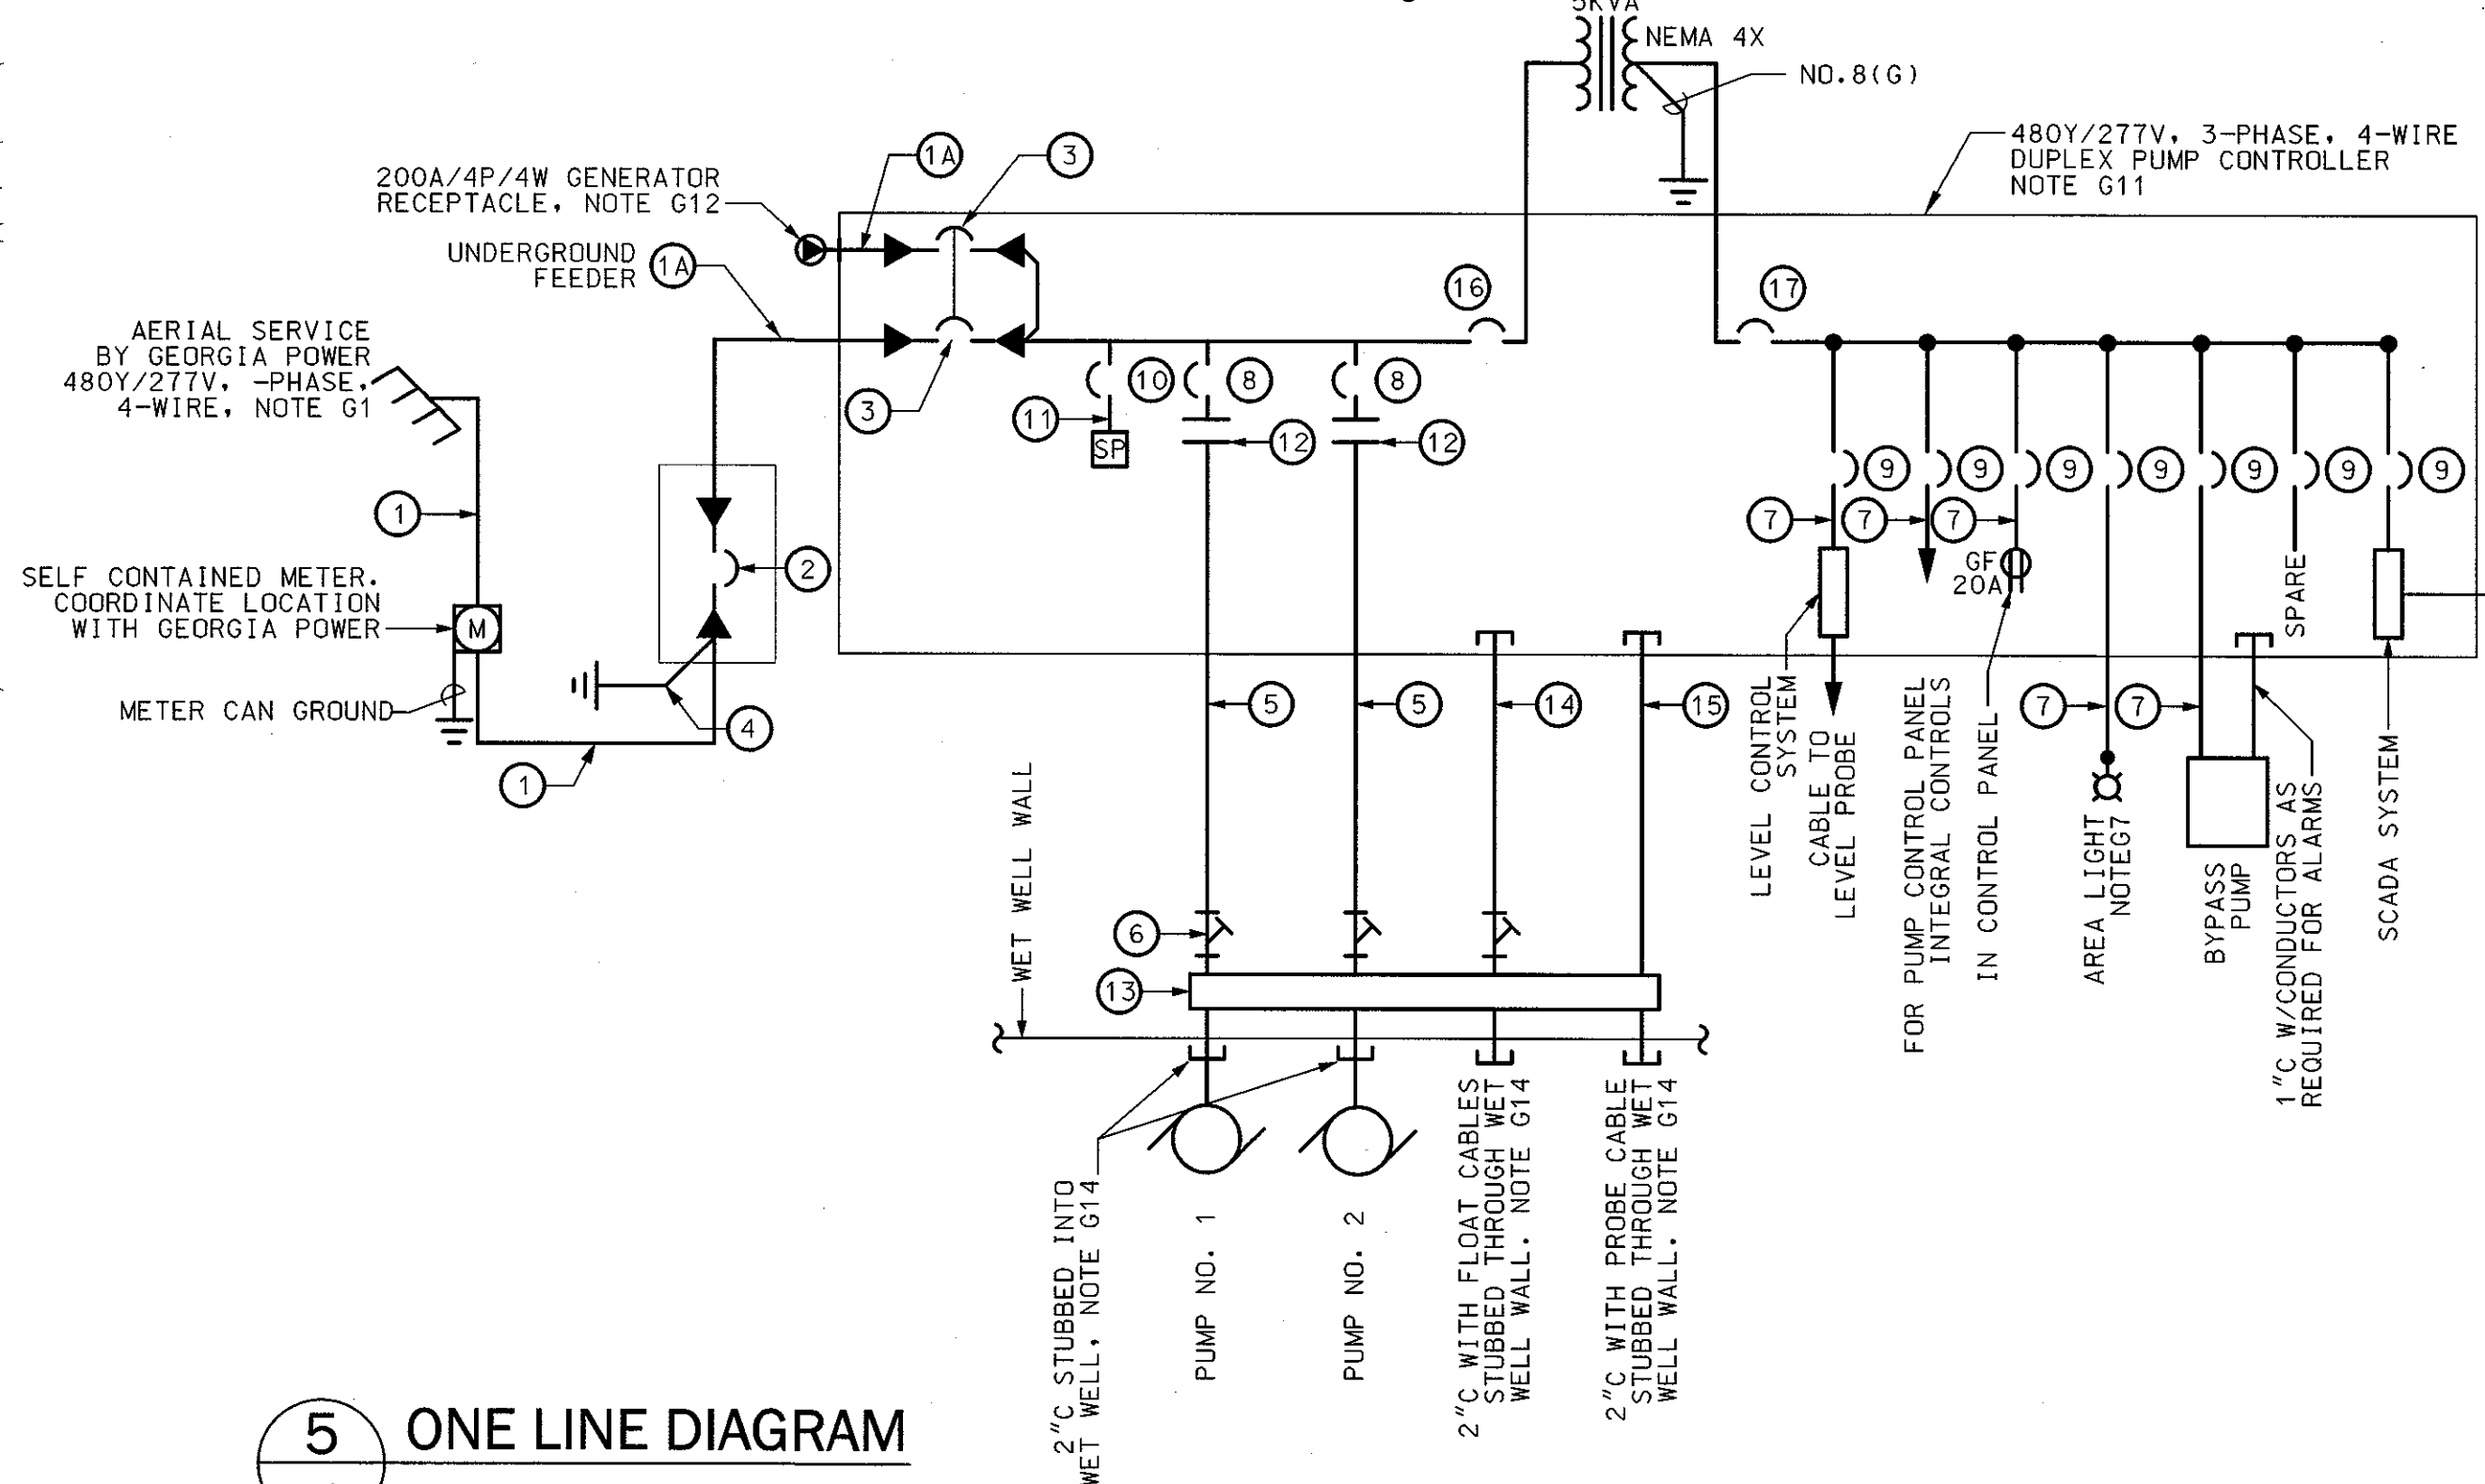 5KVA
NEMA 4X
NO.8(G)
480Y/277V, 3-PHASE, 4-WIRE
DUPLEX PUMP CONTROLLER
NOTE G11
1A
3
200A/4P/4W GENERATOR
RECEPTACLE, NOTE G12
UNDERGROUND
FEEDER
1A
16
17
AERIAL SERVICE
BY GEORGIA POWER
480Y/277V, -PHASE,
4-WIRE, NOTE G1
3
10
8
8
11
SP
12
12
9
9
9
9
9
9
9
1
2
7
7
7
GF
20A
SPARE
SELF CONTAINED METER.
COORDINATE LOCATION
WITH GEORGIA POWER
M
METER CAN GROUND
4
1
5
5
14
15
7
7
LEVEL CONTROL
SYSTEM
CABLE TO
LEVEL PROBE
FOR PUMP CONTROL PANEL
INTEGRAL CONTROLS
IN CONTROL PANEL
AREA LIGHT
NOTEG7
BYPASS
PUMP
1"C W/CONDUCTORS AS
REQUIRED FOR ALARMS
SCADA SYSTEM
WET WELL WALL
6
13
2"C STUBBED INTO
WET WELL, NOTE G14
PUMP NO. 1
PUMP NO. 2
2"C WITH FLOAT CABLES
STUBBED THROUGH WET
WELL WALL. NOTE G14
2"C WITH PROBE CABLE
STUBBED THROUGH WET
WELL WALL. NOTE G14
5
ONE LINE DIAGRAM